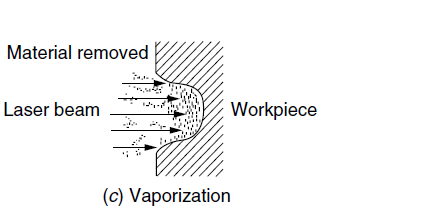 Material removed
Laser beam
Workpiece
(c) Vaporization